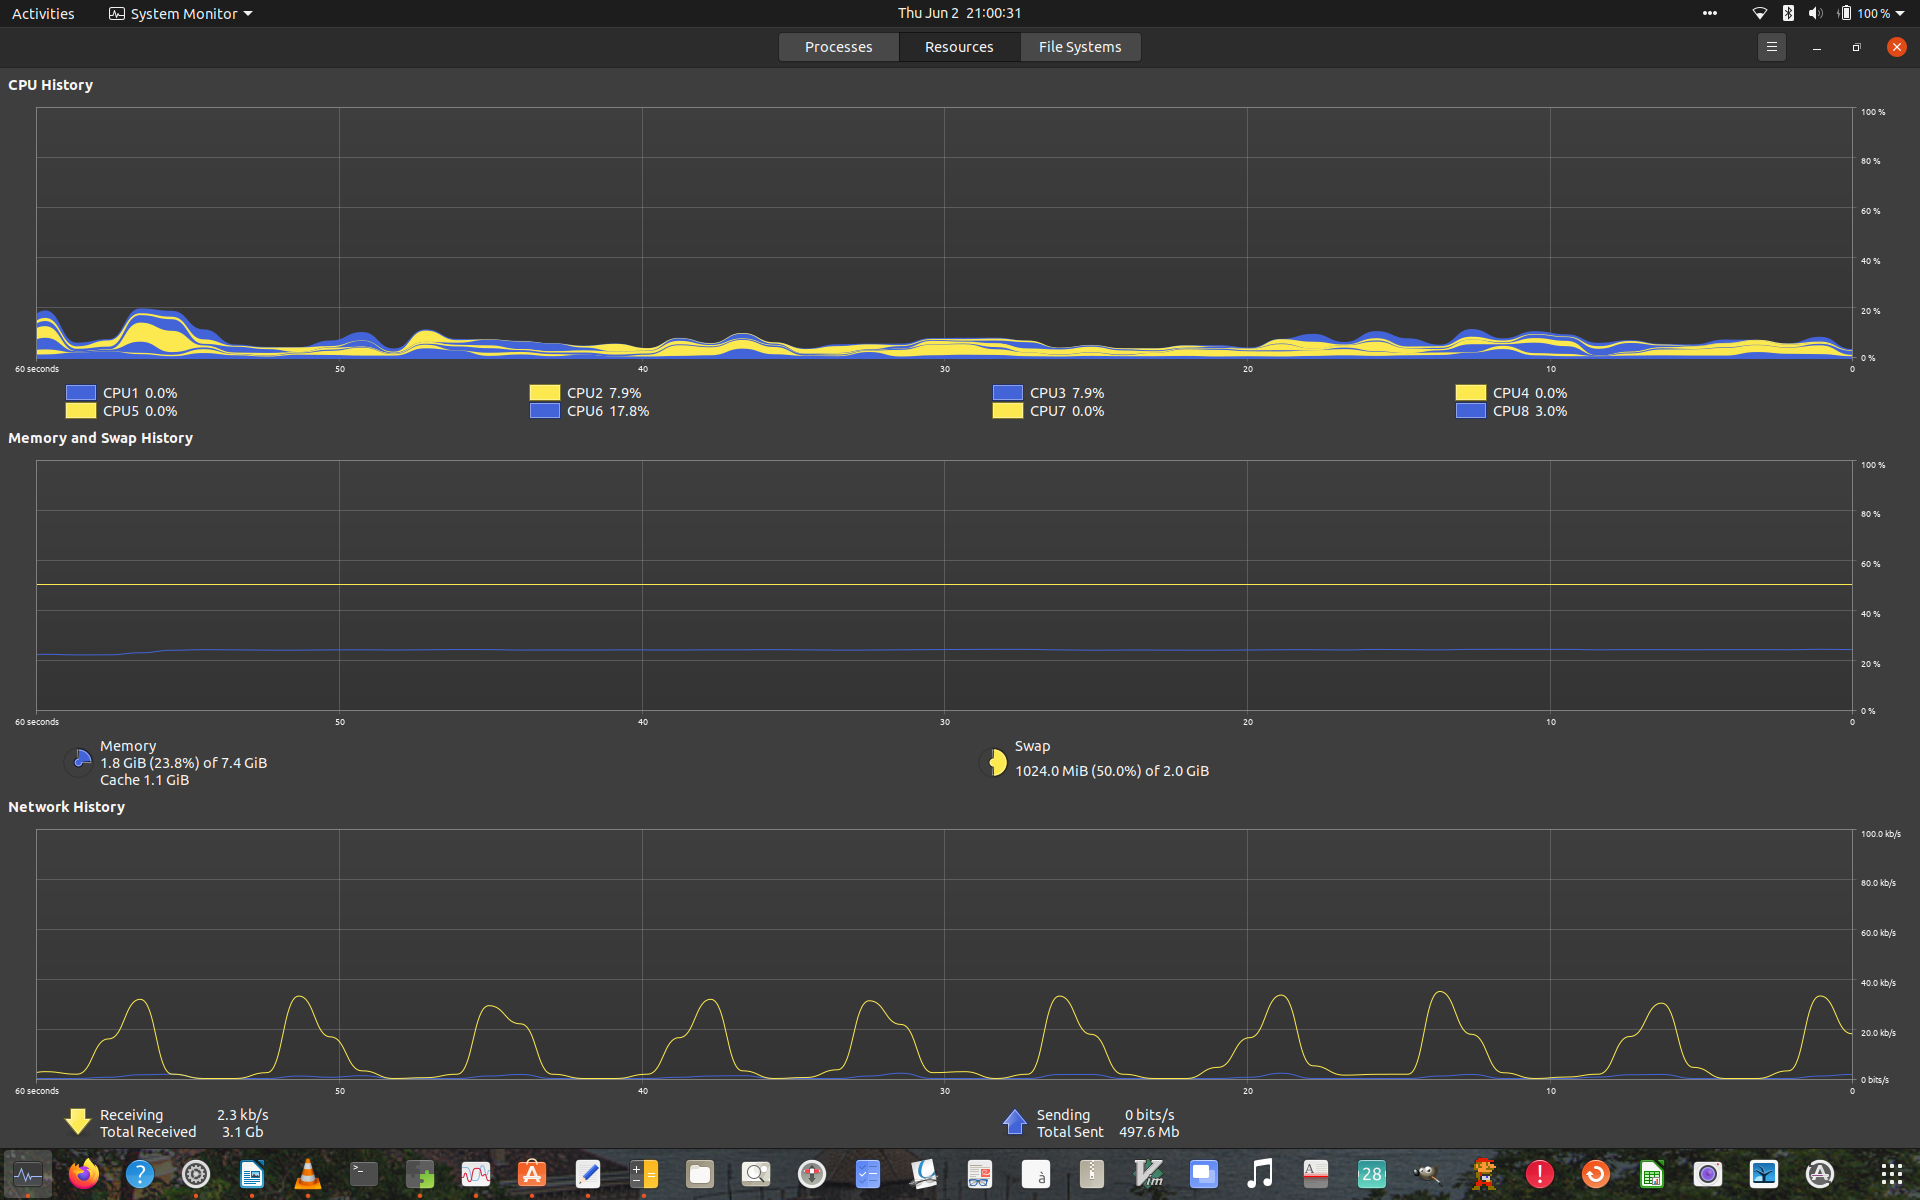 Activities System Monitor Thu Jun 2 21:00:31 100 %
Processes Resources File Systems
CPU History
100 %
80 %
60 %
40 %
20 %
0 %
60 seconds 50 40 30 20 10 0
CPU1 0.0% CPU2 7.9% CPU3 7.9% CPU4 0.0%
CPU5 0.0% CPU6 17.8% CPU7 0.0% CPU8 3.0%
Memory and Swap History
100 %
80 %
60 %
40 %
20 %
0 %
60 seconds 50 40 30 20 10 0
Memory Swap
1.8 GiB (23.8%) of 7.4 GiB 1024.0 MiB (50.0%) of 2.0 GiB
Cache 1.1 GiB
Network History
100.0 kb/s
80.0 kb/s
60.0 kb/s
40.0 kb/s
20.0 kb/s
0 bits/s
60 seconds 50 40 30 20 10 0
Receiving 2.3 kb/s Sending 0 bits/s
Total Received 3.1 Gb Total Sent 497.6 Mb
? >_ à Vim A 28 !